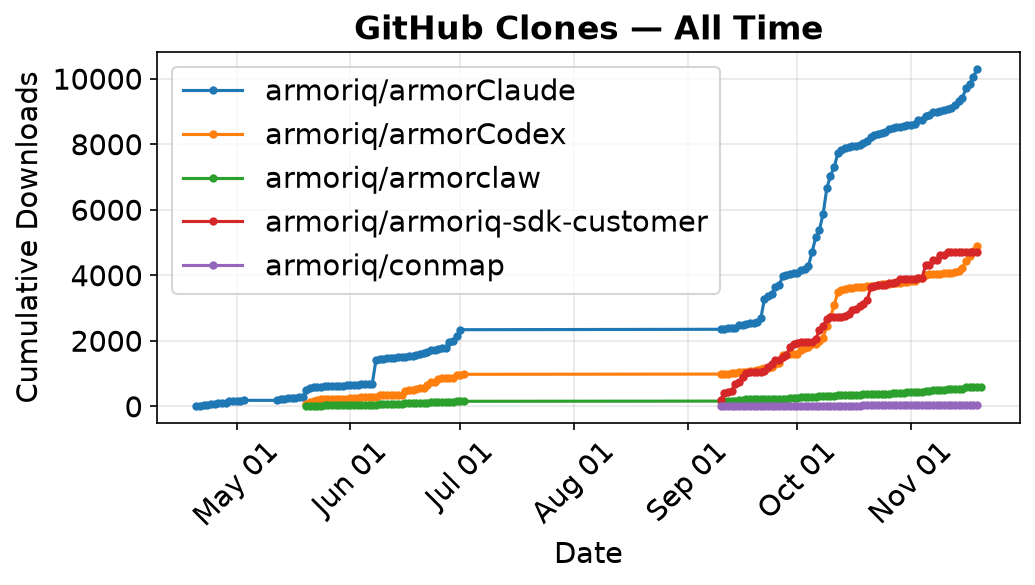 GitHub Clones — All Time
Cumulative Downloads
10000
8000
6000
4000
2000
0
armoriq/armorClaude
armoriq/armorCodex
armoriq/armorclaw
armoriq/armoriq-sdk-customer
armoriq/conmap
May 01
Jun 01
Jul 01
Aug 01
Sep 01
Oct 01
Nov 01
Date